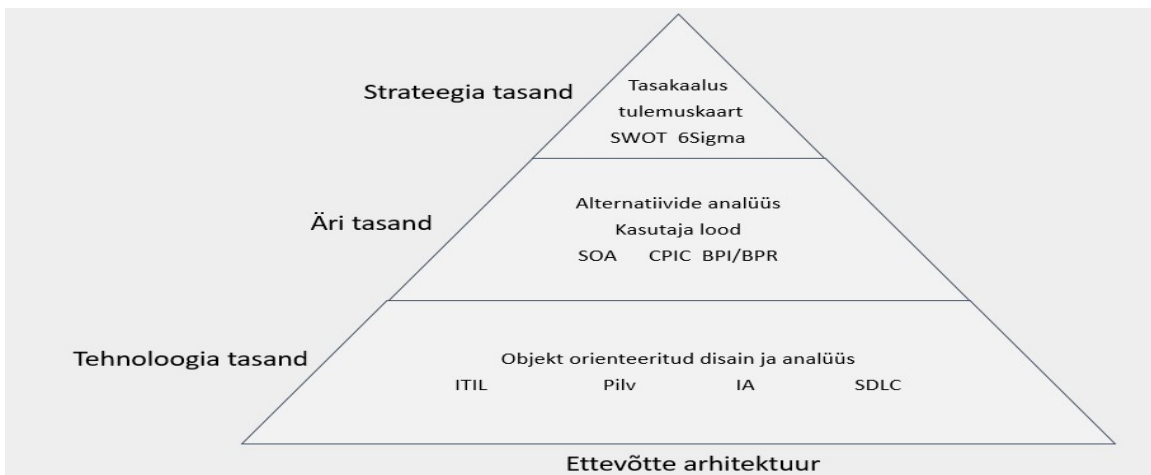 Strateegia tasand
Tasakaalus
tulemuskaart
SWOT 6Sigma
Äri tasand
Alternatiivide analüüs
Kasutaja lood
SOA CPIC BPI/BPR
Tehnoloogia tasand
Objekt orienteeritud disain ja analüüs
ITIL Pilv IA SDLC
Ettevõtte arhitektuur